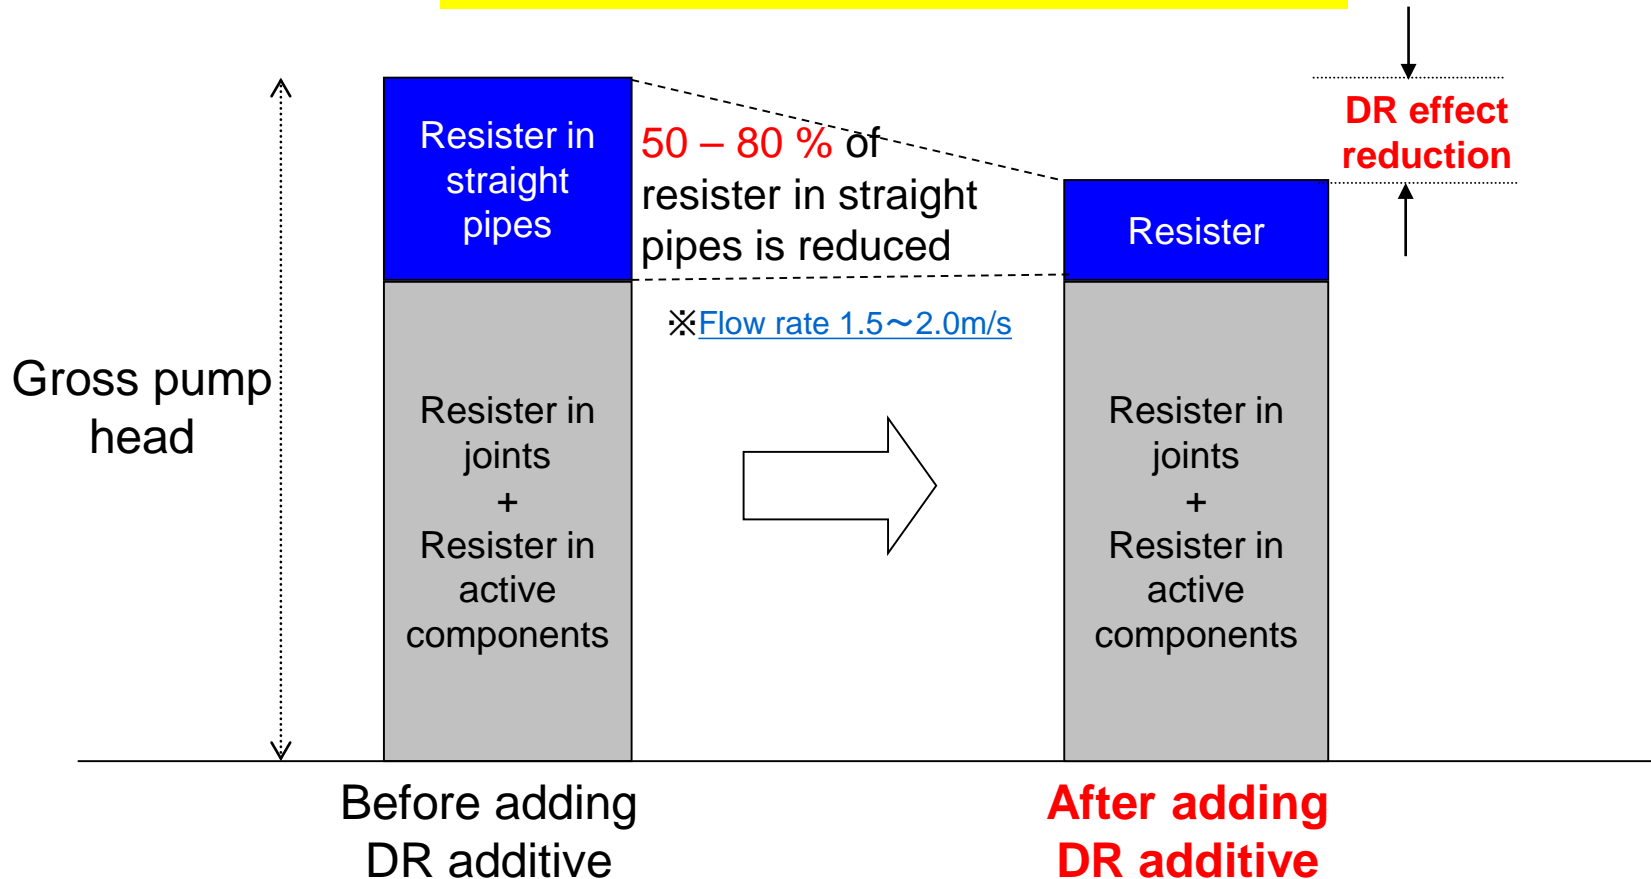 Gross pump
head
Resister in
straight
pipes
50 – 80 % of
resister in straight
pipes is reduced
※Flow rate 1.5～2.0m/s
Resister in
joints
+
Resister in
active
components
DR effect
reduction
Resister
Resister in
joints
+
Resister in
active
components
Before adding
DR additive
After adding
DR additive